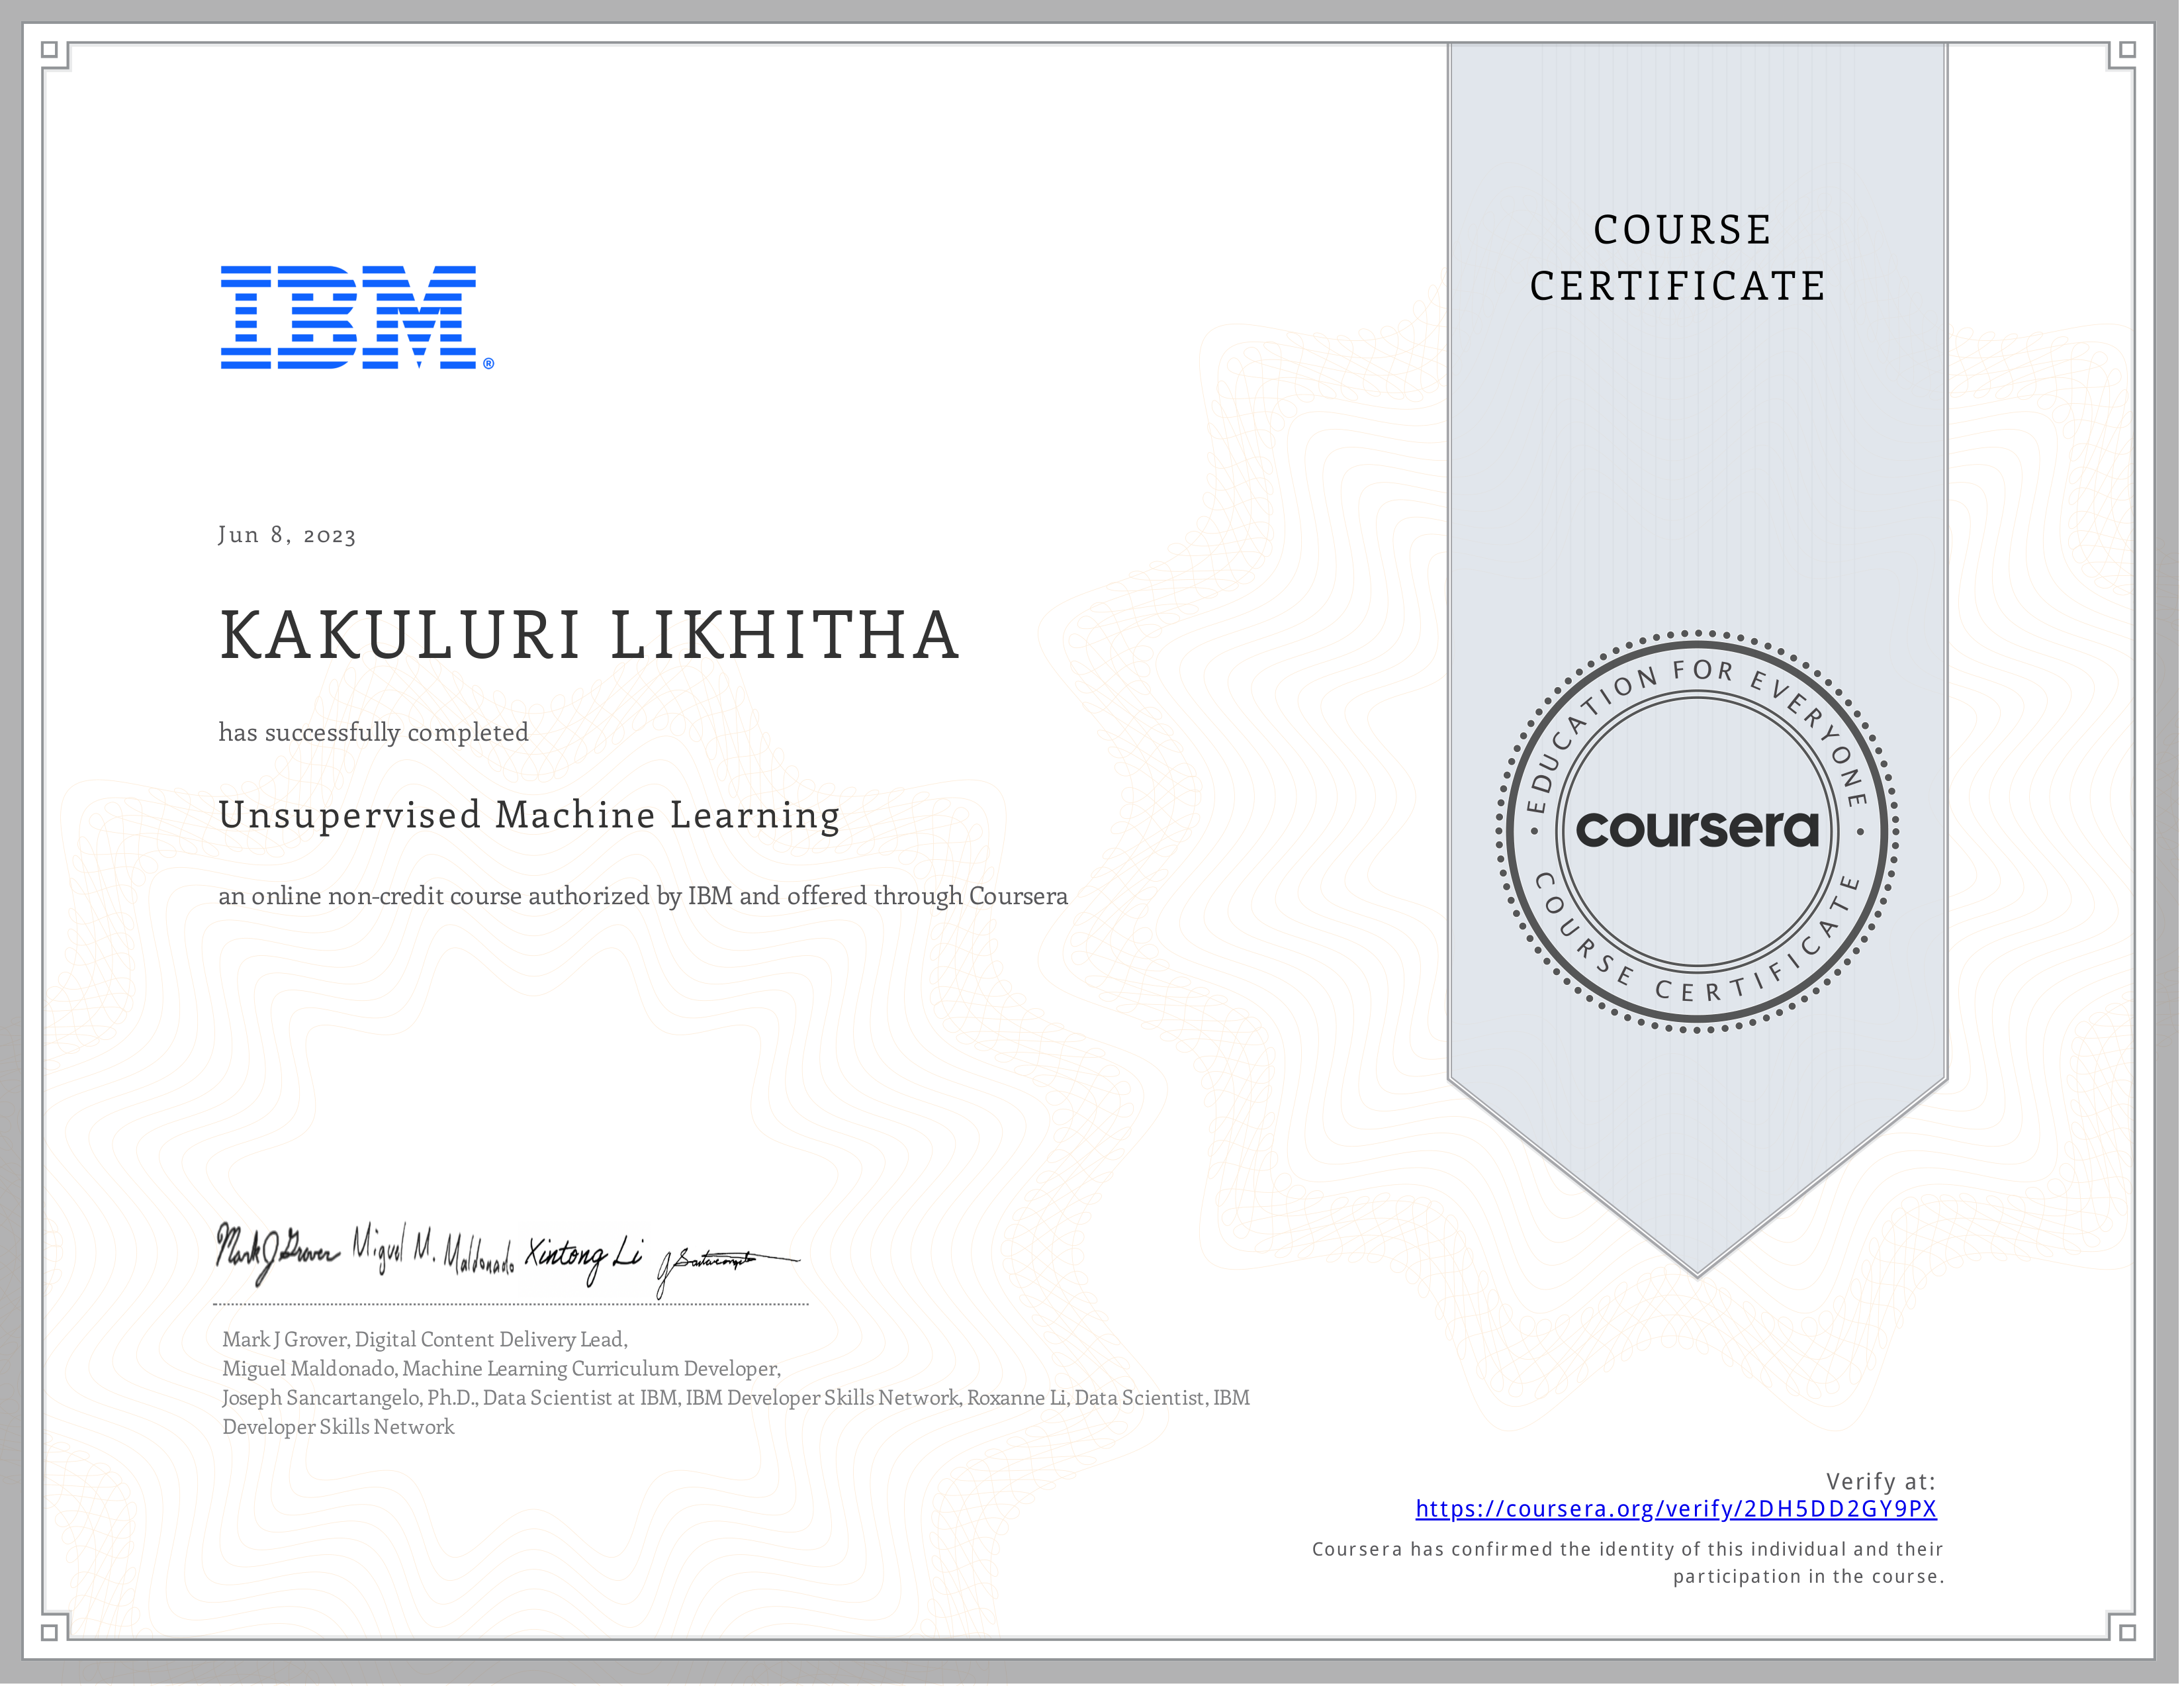 COURSE
CERTIFICATE
IBM®
Jun 8, 2023
KAKULURI LIKHITHA
has successfully completed
Unsupervised Machine Learning
an online non-credit course authorized by IBM and offered through Coursera
EDUCATION FOR EVERYONE
coursera
COURSE CERTIFICATE
Mark J Grover Miguel M. Maldonado Xintong Li J Santarcangelo
Mark J Grover, Digital Content Delivery Lead,
Miguel Maldonado, Machine Learning Curriculum Developer,
Joseph Sancartangelo, Ph.D., Data Scientist at IBM, IBM Developer Skills Network, Roxanne Li, Data Scientist, IBM
Developer Skills Network
Verify at:
https://coursera.org/verify/2DH5DD2GY9PX
Coursera has confirmed the identity of this individual and their
participation in the course.